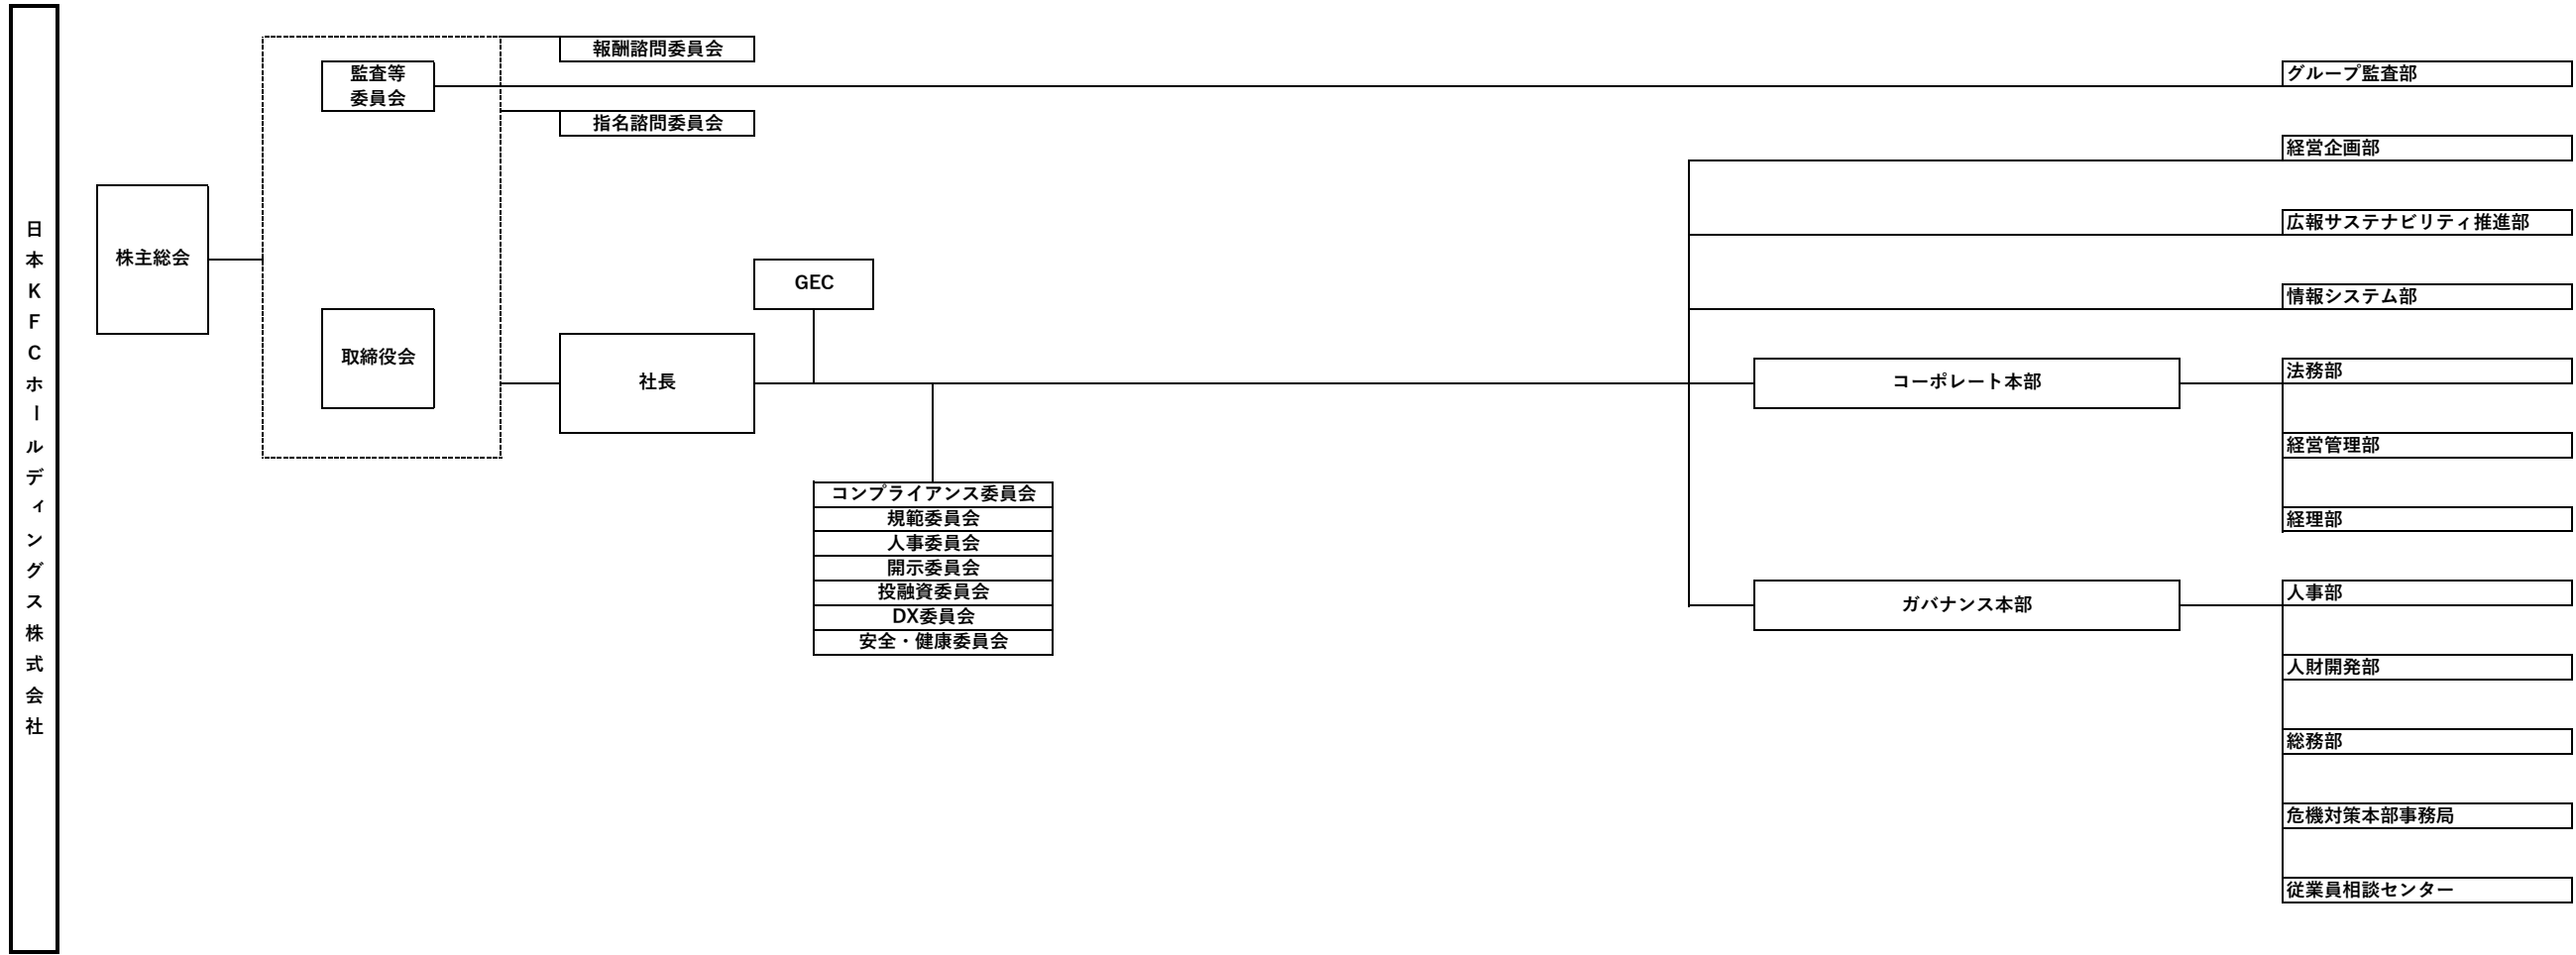 日本KFCホールディングス株式会社
株主総会
監査等
委員会
取締役会
報酬諮問委員会
指名諮問委員会
社長
GEC
コンプライアンス委員会
規範委員会
人事委員会
開示委員会
投融資委員会
DX委員会
安全・健康委員会
コーポレート本部
ガバナンス本部
グループ監査部
経営企画部
広報サステナビリティ推進部
情報システム部
法務部
経営管理部
経理部
人事部
人財開発部
総務部
危機対策本部事務局
従業員相談センター